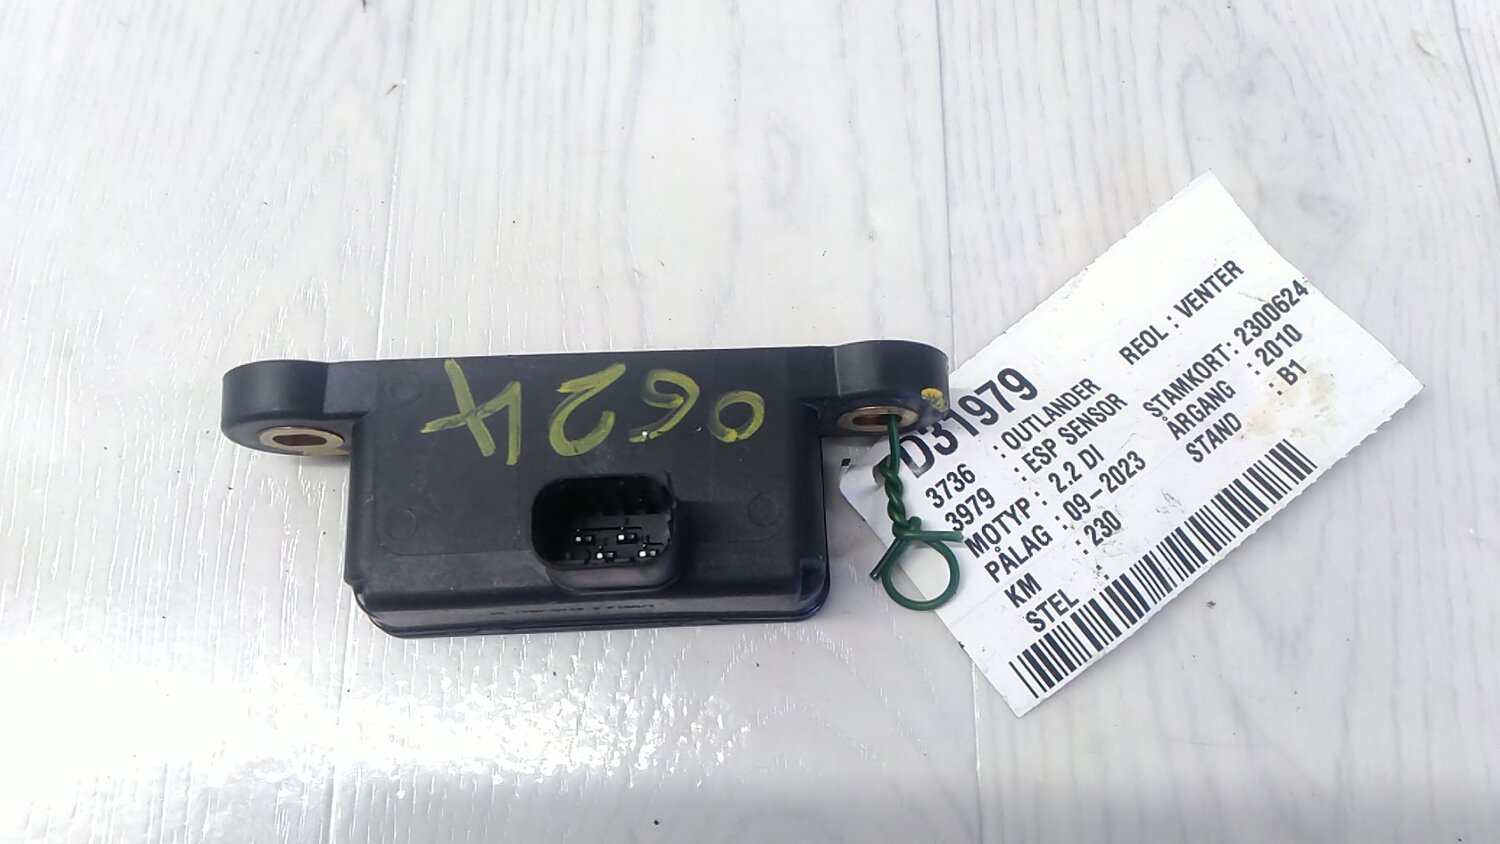 0624
D31979
3736 : OUTLANDER REOL : VENTER
3979 : ESP SENSOR
MOTYP : 2.2 DI STAMKORT : 2300624
PÅLAG : 09-2023 ÅRGANG : 2010
KM : 230 STAND : B1
STEL :